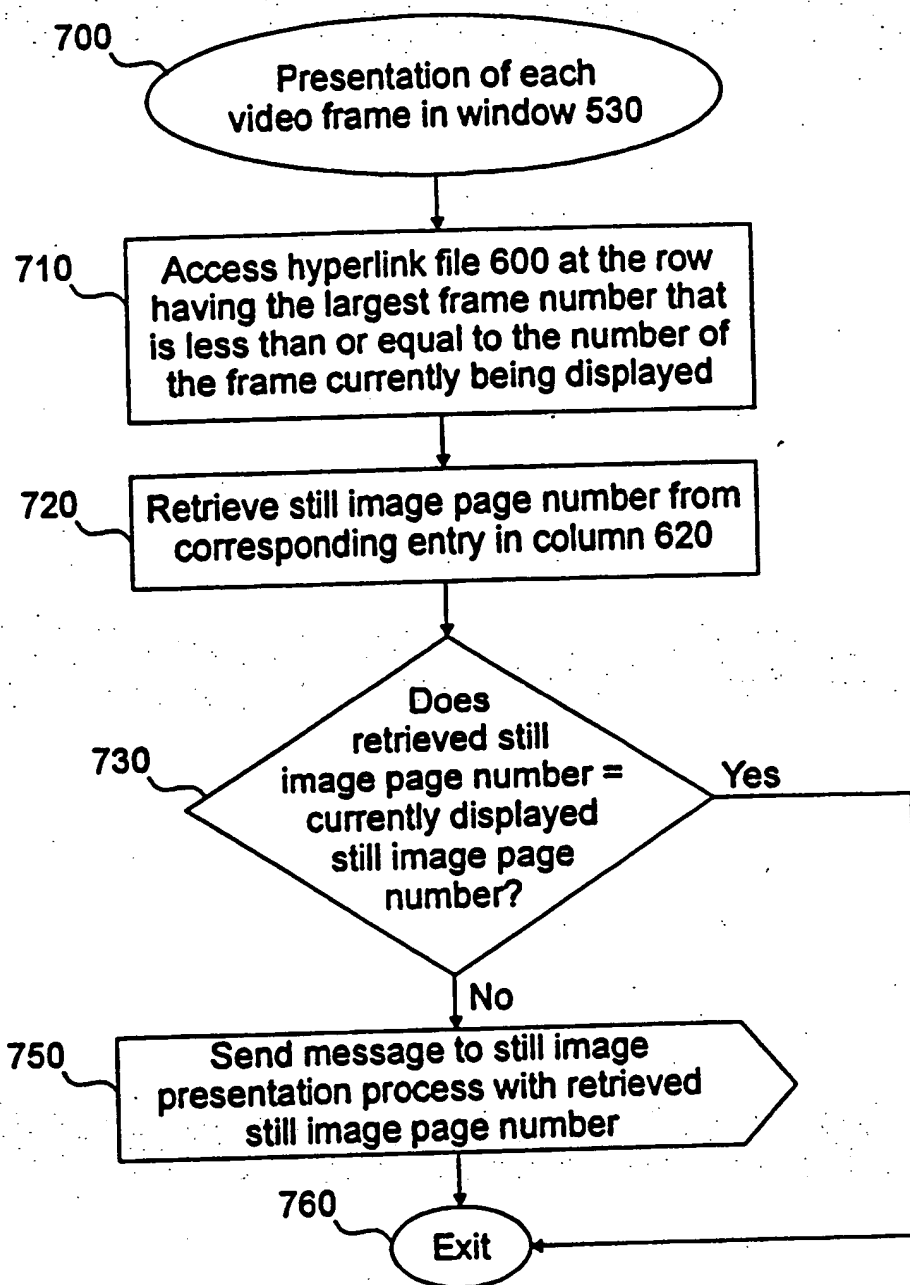 700
Presentation of each
video frame in window 530
710
Access hyperlink file 600 at the row
having the largest frame number that
is less than or equal to the number of
the frame currently being displayed
720
Retrieve still image page number from
corresponding entry in column 620
730
Does
retrieved still
image page number =
currently displayed
still image page
number?
Yes
No
750
Send message to still image
presentation process with retrieved
still image page number
760
Exit